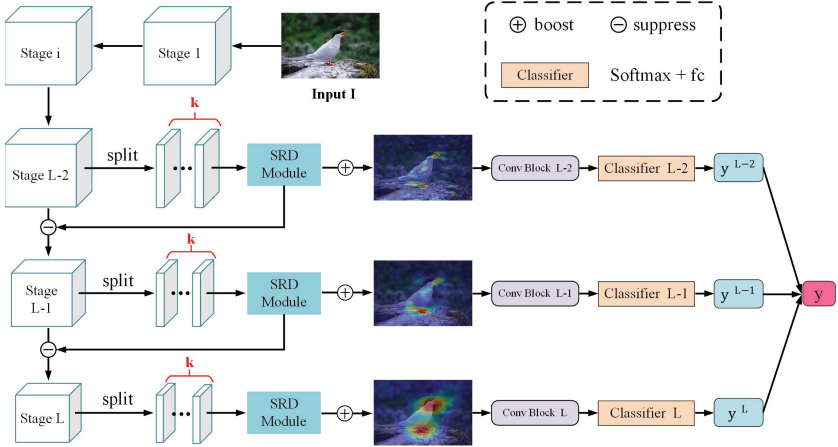 Stage i
Stage 1
Input I
+ boost
− suppress
Classifier
Softmax + fc
Stage L-2
split
k
SRD
Module
+
Conv Block L-2
Classifier L-2
y L−2
−
Stage
L-1
split
k
SRD
Module
+
Conv Block L-1
Classifier L-1
y L−1
y
−
Stage L
split
k
SRD
Module
+
Conv Block L
Classifier L
y L